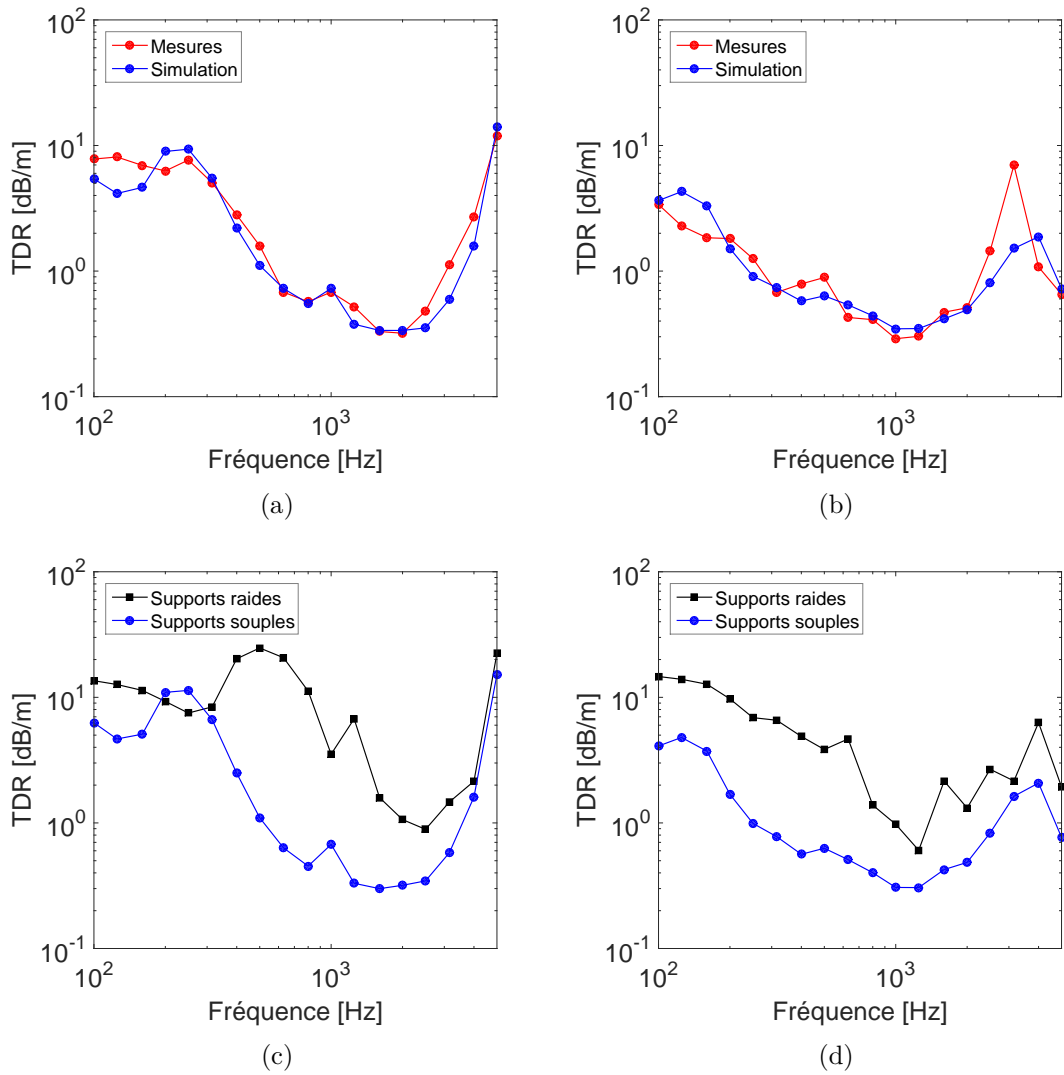 10^2
Mesures
Simulation
10^1
TDR [dB/m]
10^0
10^-1
10^2
10^3
Fréquence [Hz]
(a)
10^2
Mesures
Simulation
10^1
TDR [dB/m]
10^0
10^-1
10^2
10^3
Fréquence [Hz]
(b)
10^2
Supports raides
Supports souples
10^1
TDR [dB/m]
10^0
10^-1
10^2
10^3
Fréquence [Hz]
(c)
10^2
Supports raides
Supports souples
10^1
TDR [dB/m]
10^0
10^-1
10^2
10^3
Fréquence [Hz]
(d)